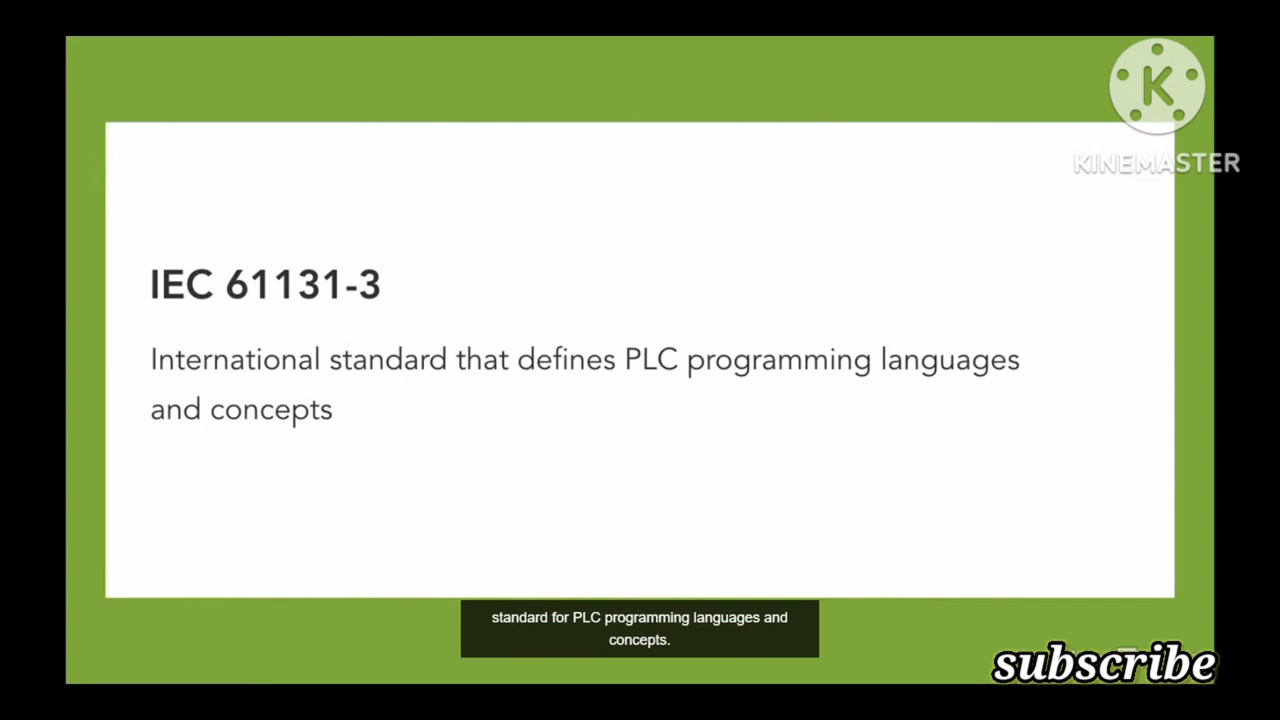 K
KINEMASTER
IEC 61131-3
International standard that defines PLC programming languages
and concepts
standard for PLC programming languages and
concepts.
subscribe